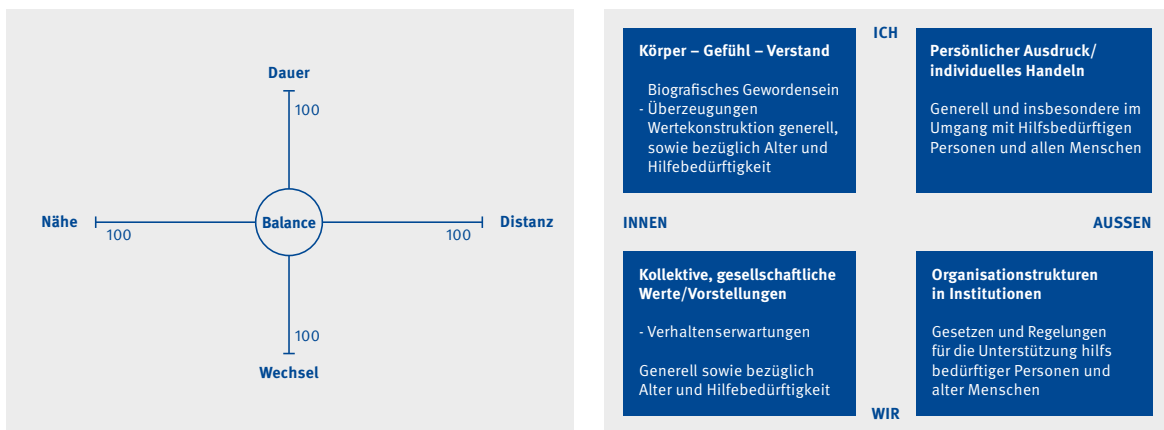 Dauer
100
Nähe
100
Balance
100
Distanz
100
Wechsel
ICH
Körper – Gefühl – Verstand
Biografisches Gewordensein
- Überzeugungen
Wertekonstruktion generell,
sowie bezüglich Alter und
Hilfebedürftigkeit
Persönlicher Ausdruck/
individuelles Handeln
Generell und insbesondere im
Umgang mit Hilfsbedürftigen
Personen und allen Menschen
INNEN
AUSSEN
Kollektive, gesellschaftliche
Werte/Vorstellungen
- Verhaltenserwartungen
Generell sowie bezüglich
Alter und Hilfebedürftigkeit
Organisationstrukturen
in Institutionen
Gesetzen und Regelungen
für die Unterstützung hilfs
bedürftiger Personen und
alter Menschen
WIR